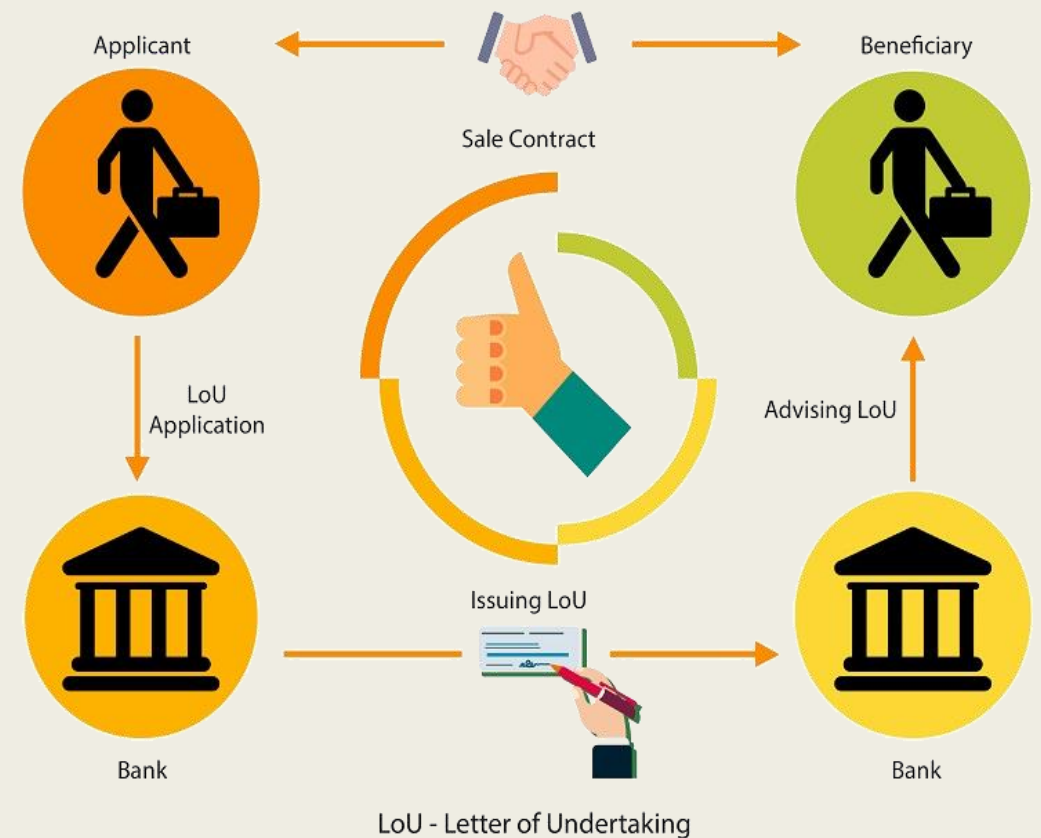 Applicant
Beneficiary
Sale Contract
LoU
Application
Advising LoU
Issuing LoU
Bank
Bank
LoU - Letter of Undertaking